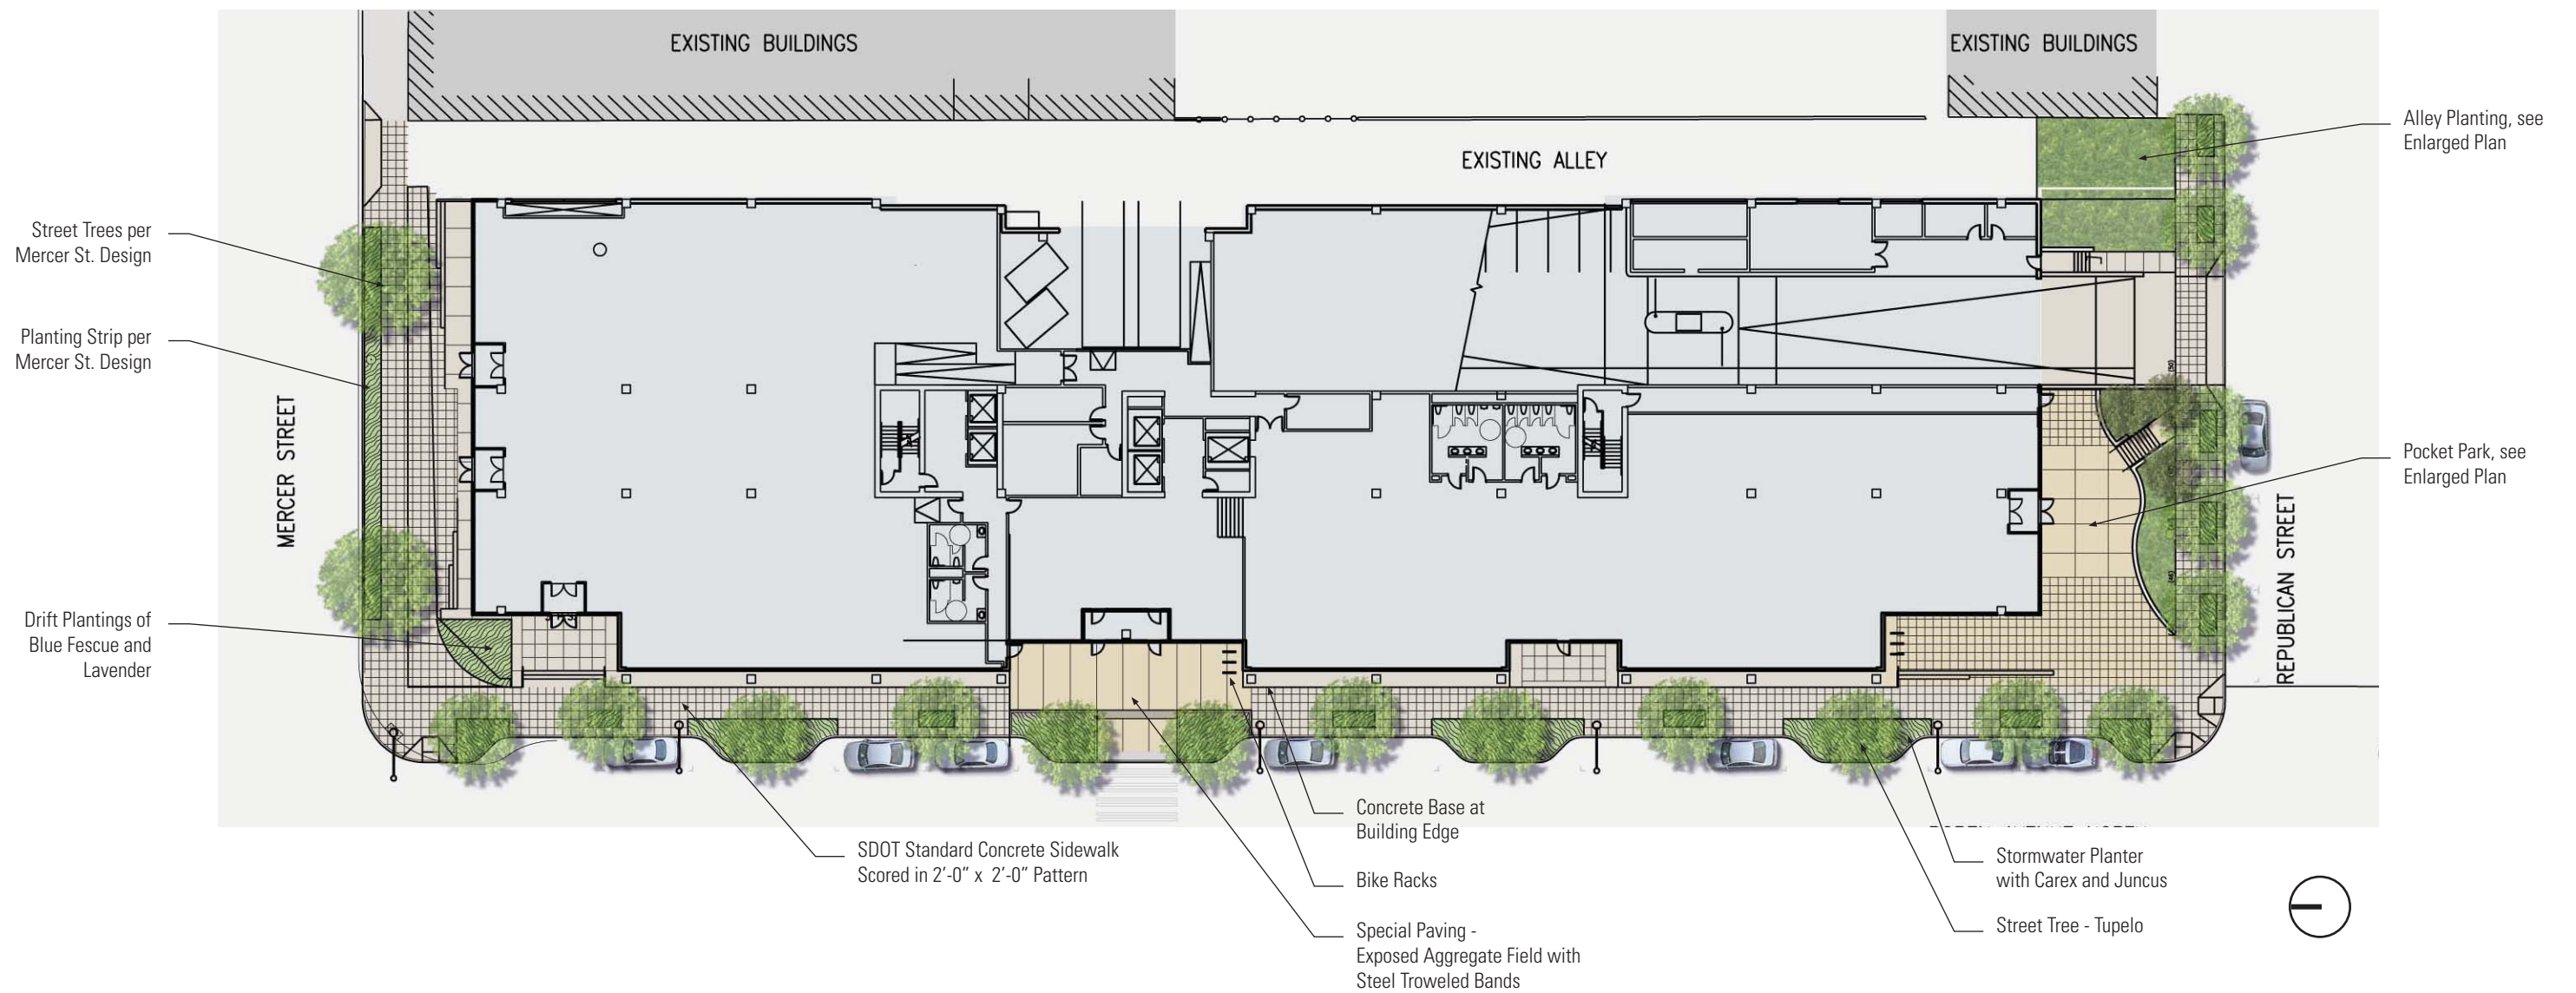 EXISTING BUILDINGS
EXISTING BUILDINGS
Alley Planting, see
Enlarged Plan
EXISTING ALLEY
Street Trees per
Mercer St. Design
Planting Strip per
Mercer St. Design
MERCER STREET
Pocket Park, see
Enlarged Plan
REPUBLICAN STREET
Drift Plantings of
Blue Fescue and
Lavender
Concrete Base at
Building Edge
SDOT Standard Concrete Sidewalk
Scored in 2'-0" x 2'-0" Pattern
Bike Racks
Special Paving -
Exposed Aggregate Field with
Steel Troweled Bands
Stormwater Planter
with Carex and Juncus
Street Tree - Tupelo